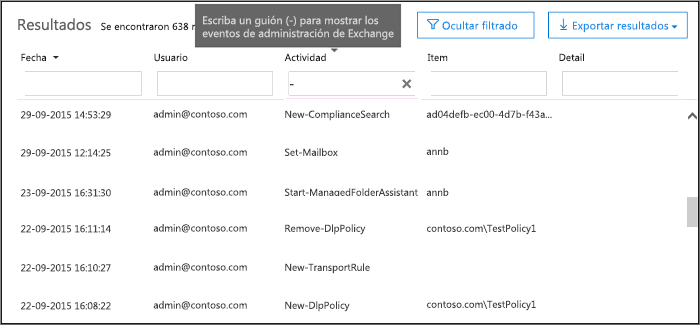 Resultados Se encontraron 638 r
Escriba un guión (-) para mostrar los
eventos de administración de Exchange
Ocultar filtrado
Exportar resultados
Fecha Usuario Actividad Item Detail
-
29-09-2015 14:53:29 admin@contoso.com New-ComplianceSearch ad04defb-ec00-4d7b-f43a...
29-09-2015 12:14:25 admin@contoso.com Set-Mailbox annb
23-09-2015 16:31:30 admin@contoso.com Start-ManagedFolderAssistant annb
22-09-2015 16:11:14 admin@contoso.com Remove-DlpPolicy contoso.com\TestPolicy1
22-09-2015 16:10:27 admin@contoso.com New-TransportRule
22-09-2015 16:08:22 admin@contoso.com New-DlpPolicy contoso.com\TestPolicy1